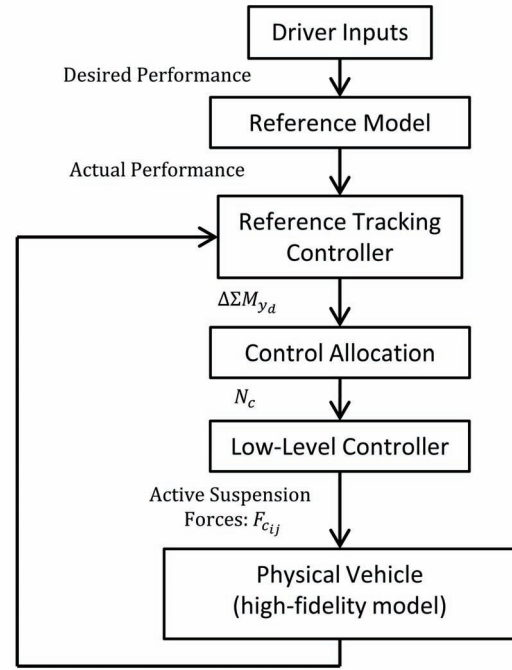 Driver Inputs
Desired Performance
Reference Model
Actual Performance
Reference Tracking
Controller
ΔΣM_{y_d}
Control Allocation
N_c
Low-Level Controller
Active Suspension
Forces: F_{c_{ij}}
Physical Vehicle
(high-fidelity model)